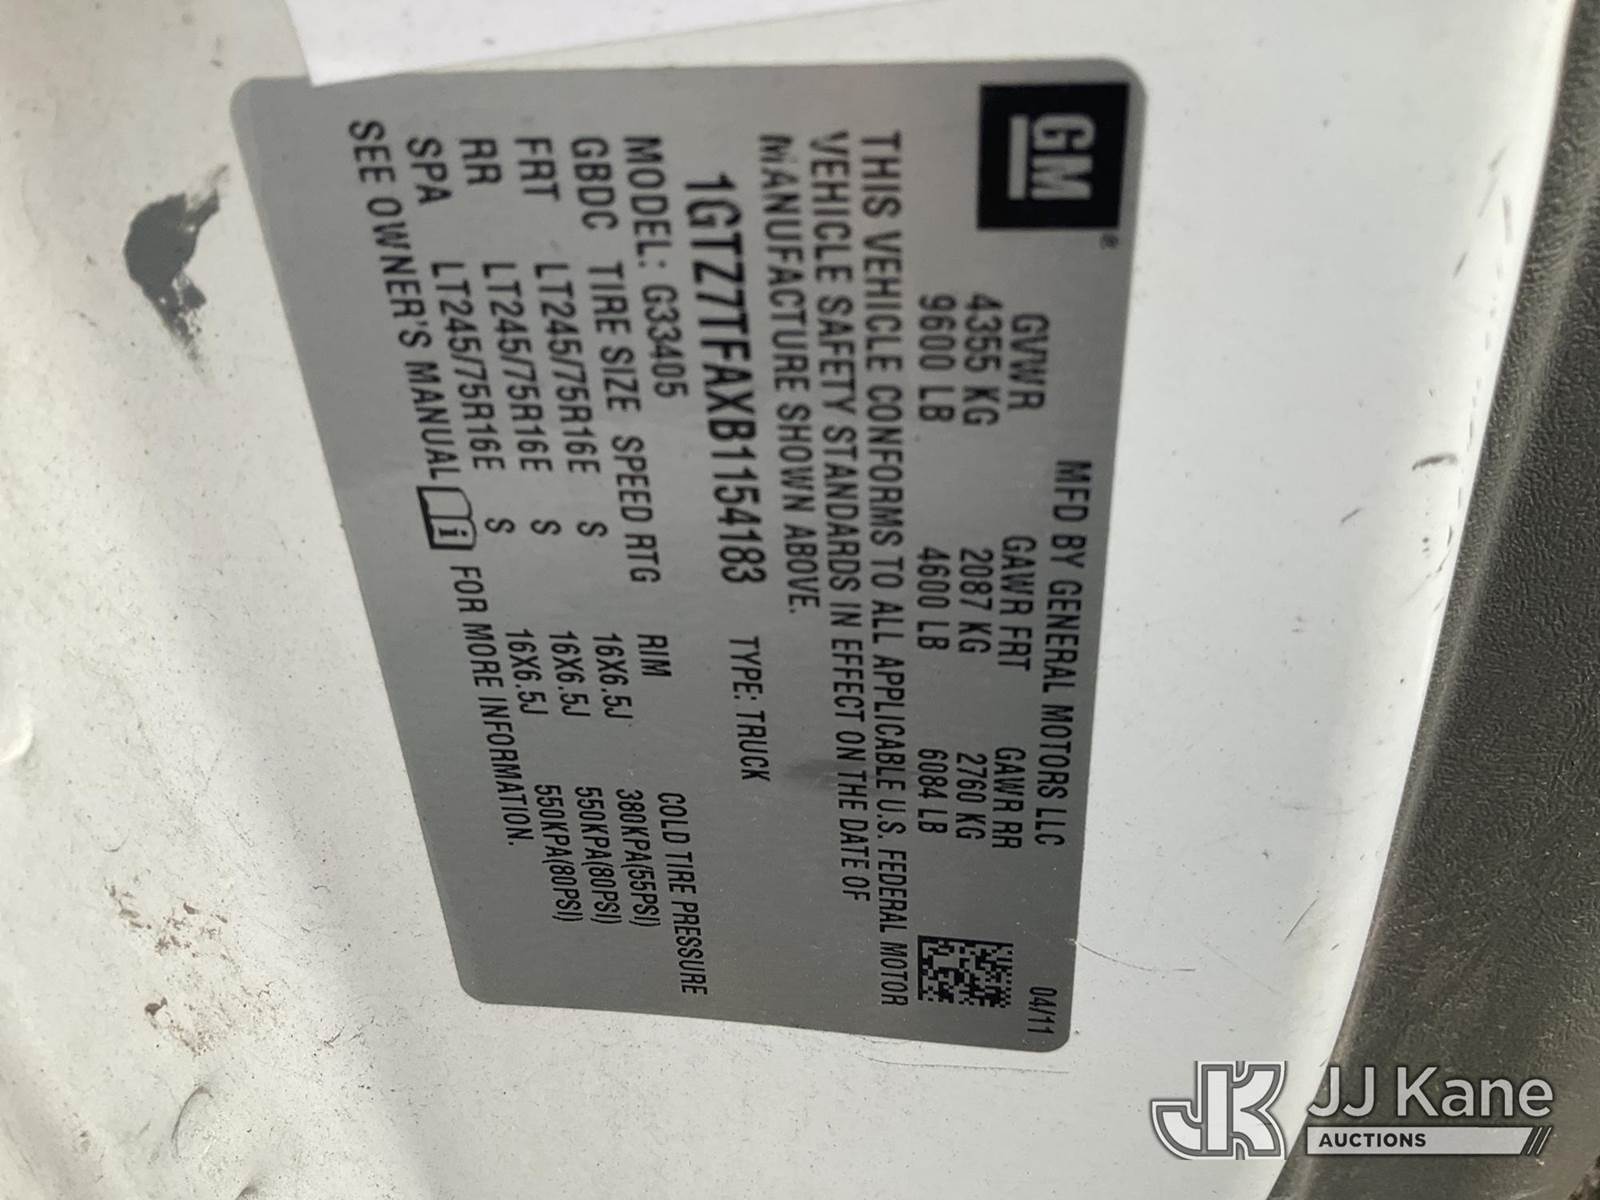 GM®
MFD BY GENERAL MOTORS LLC 04/11
GVWR GAWR FRT GAWR RR
4355 KG 2087 KG 2760 KG
9600 LB 4600 LB 6084 LB
THIS VEHICLE CONFORMS TO ALL APPLICABLE U.S. FEDERAL MOTOR
VEHICLE SAFETY STANDARDS IN EFFECT ON THE DATE OF
MANUFACTURE SHOWN ABOVE.
1GTZ7TFAXB1154183 TYPE: TRUCK
MODEL: G33405
GBDC TIRE SIZE SPEED RTG RIM COLD TIRE PRESSURE
FRT LT245/75R16E S 16X6.5J 380KPA(55PSI)
RR LT245/75R16E S 16X6.5J 550KPA(80PSI)
SPA LT245/75R16E S 16X6.5J 550KPA(80PSI)
SEE OWNER'S MANUAL i FOR MORE INFORMATION.
JK JJ Kane
AUCTIONS